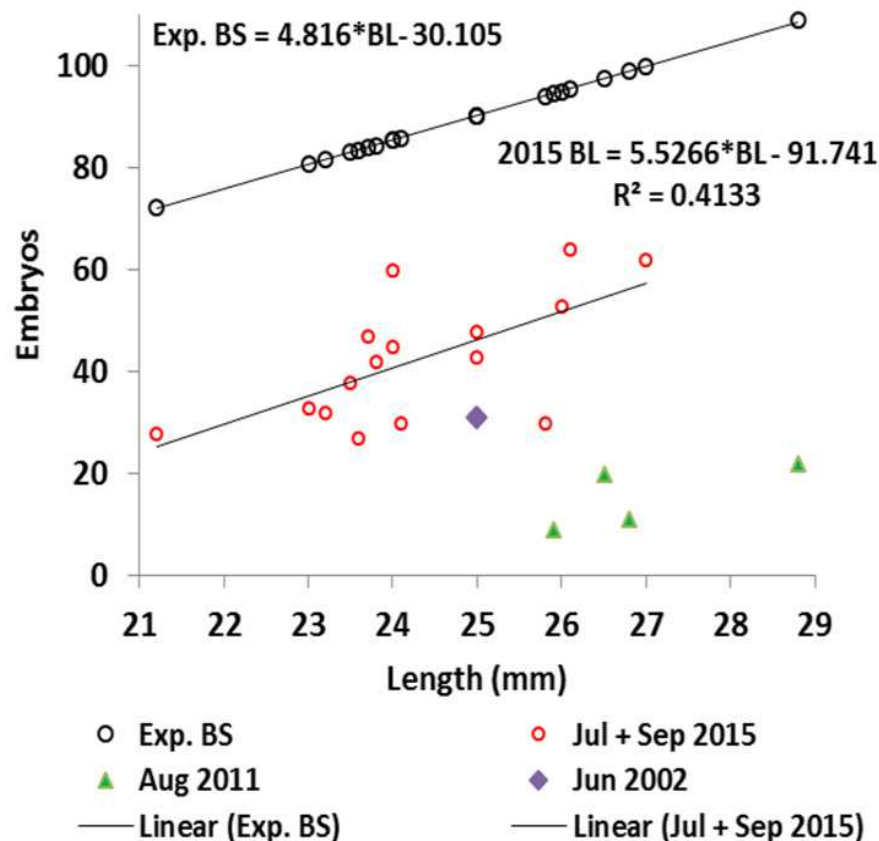 Exp. BS = 4.816*BL- 30.105
2015 BL = 5.5266*BL - 91.741
R² = 0.4133
Embryos
100
80
60
40
20
0
21 22 23 24 25 26 27 28 29
Length (mm)
Exp. BS Jul + Sep 2015
Aug 2011 Jun 2002
Linear (Exp. BS) Linear (Jul + Sep 2015)